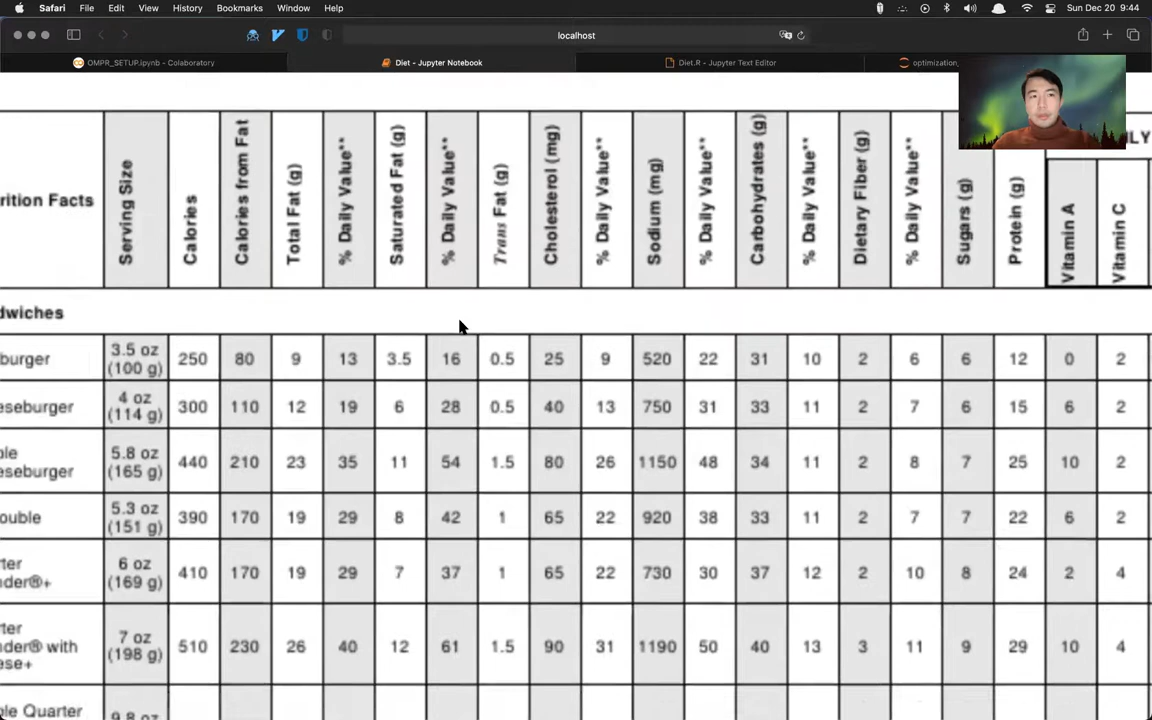 Safari File Edit View History Bookmarks Window Help Sun Dec 20 9:44
localhost
OMPR_SETUP.ipynb - Colaboratory Diet - Jupyter Notebook Diet.R - Jupyter Text Editor optimization_
LY
rition Facts Serving Size Calories Calories from Fat Total Fat (g) % Daily Value** Saturated Fat (g) % Daily Value** Trans Fat (g) Cholesterol (mg) % Daily Value** Sodium (mg) % Daily Value** Carbohydrates (g) % Daily Value** Dietary Fiber (g) % Daily Value** Sugars (g) Protein (g) Vitamin A Vitamin C
dwiches
burger 3.5 oz (100 g) 250 80 9 13 3.5 16 0.5 25 9 520 22 31 10 2 6 6 12 0 2
eseburger 4 oz (114 g) 300 110 12 19 6 28 0.5 40 13 750 31 33 11 2 7 6 15 6 2
ble eseburger 5.8 oz (165 g) 440 210 23 35 11 54 1.5 80 26 1150 48 34 11 2 8 7 25 10 2
ouble 5.3 oz (151 g) 390 170 19 29 8 42 1 65 22 920 38 33 11 2 7 7 22 6 2
rter nder®+ 6 oz (169 g) 410 170 19 29 7 37 1 65 22 730 30 37 12 2 10 8 24 2 4
rter nder® with ese+ 7 oz (198 g) 510 230 26 40 12 61 1.5 90 31 1190 50 40 13 3 11 9 29 10 4
ple Quarter 9.8 oz